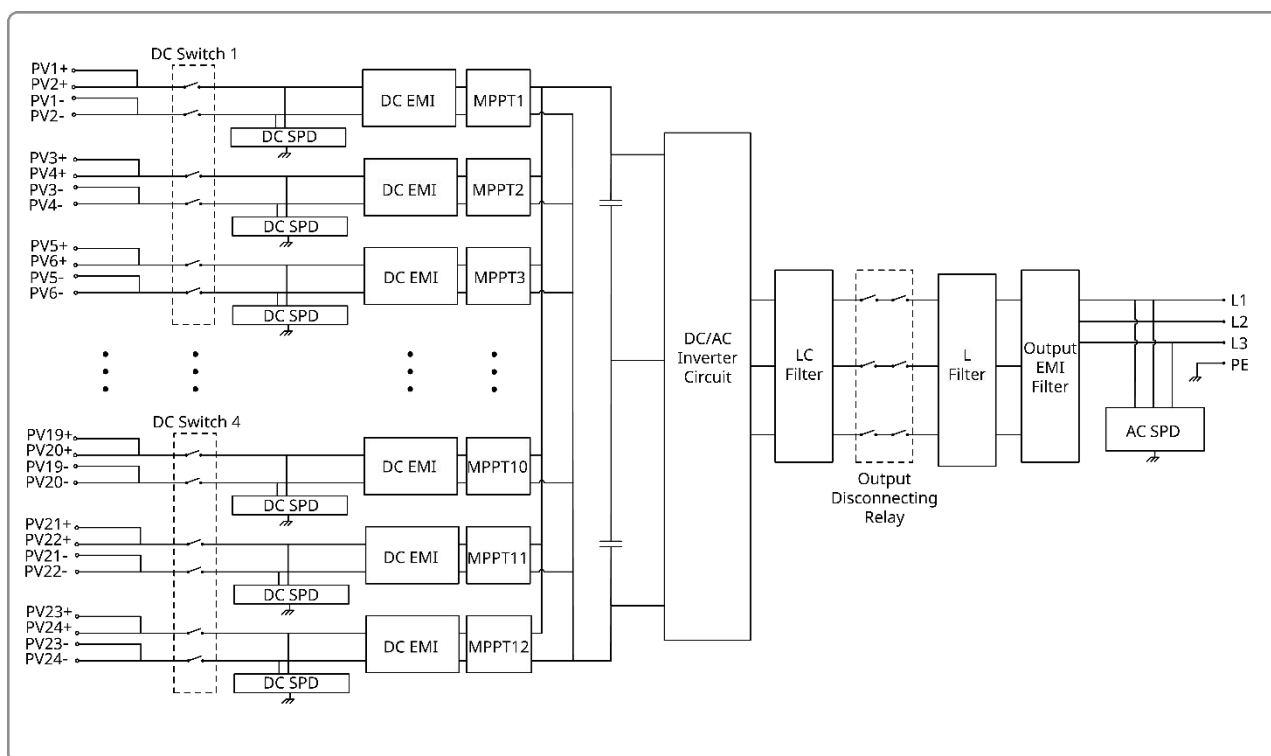 DC Switch 1
PV1+
PV2+
PV1-
PV2-
DC EMI
MPPT1
DC SPD
PV3+
PV4+
PV3-
PV4-
DC EMI
MPPT2
DC SPD
PV5+
PV6+
PV5-
PV6-
DC EMI
MPPT3
DC SPD
DC Switch 4
PV19+
PV20+
PV19-
PV20-
DC EMI
MPPT10
DC SPD
PV21+
PV22+
PV21-
PV22-
DC EMI
MPPT11
DC SPD
PV23+
PV24+
PV23-
PV24-
DC EMI
MPPT12
DC SPD
DC/AC
Inverter
Circuit
LC
Filter
Output
Disconnecting
Relay
L
Filter
Output
EMI
Filter
L1
L2
L3
PE
AC SPD